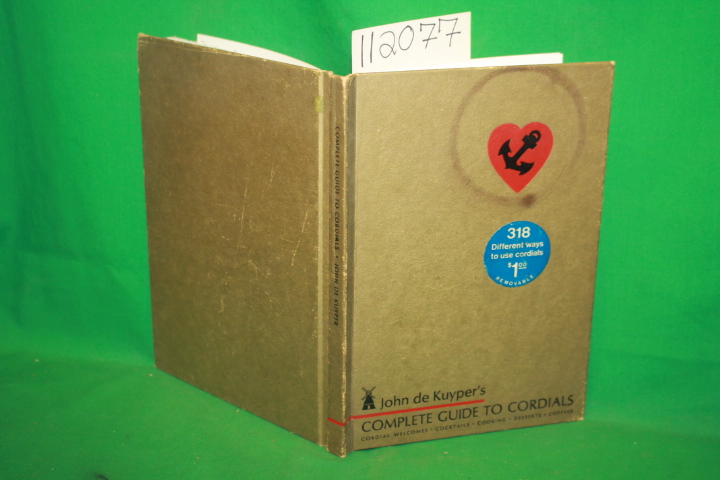 112077
COMPLETE GUIDE TO CORDIALS • JOHN DE KUYPER
318
Different ways
to use cordials
$1.00
REMOVABLE
John de Kuyper's
COMPLETE GUIDE TO CORDIALS
CORDIAL WELCOMES • COCKTAILS • COOKING • DESSERTS • COFFEES